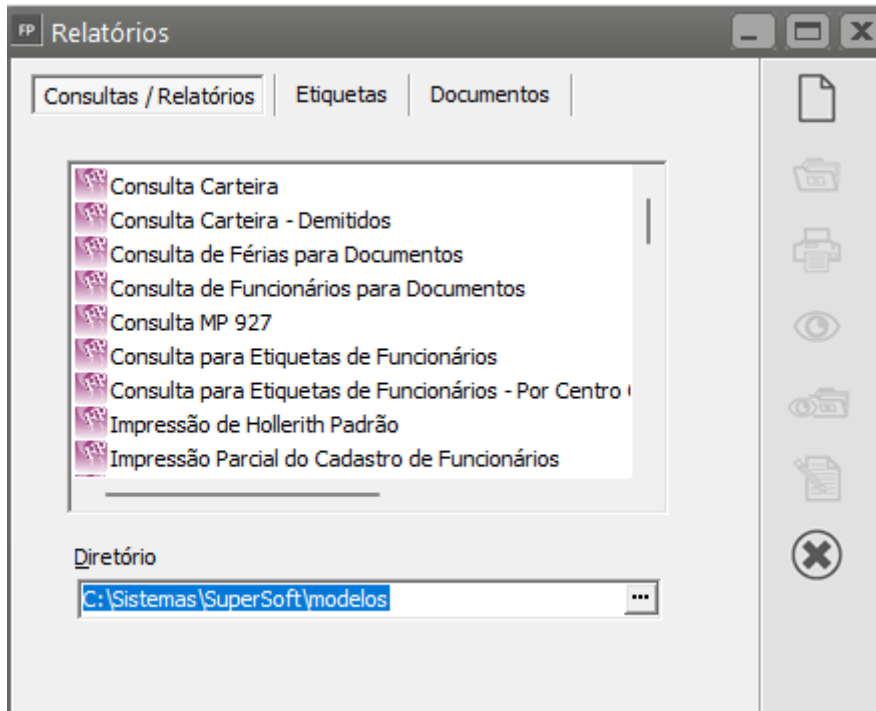 FP Relatórios
Consultas / Relatórios Etiquetas Documentos
Consulta Carteira
Consulta Carteira - Demitidos
Consulta de Férias para Documentos
Consulta de Funcionários para Documentos
Consulta MP 927
Consulta para Etiquetas de Funcionários
Consulta para Etiquetas de Funcionários - Por Centro
Impressão de Hollerith Padrão
Impressão Parcial do Cadastro de Funcionários
Diretório
C:\Sistemas\SuperSoft\modelos
...